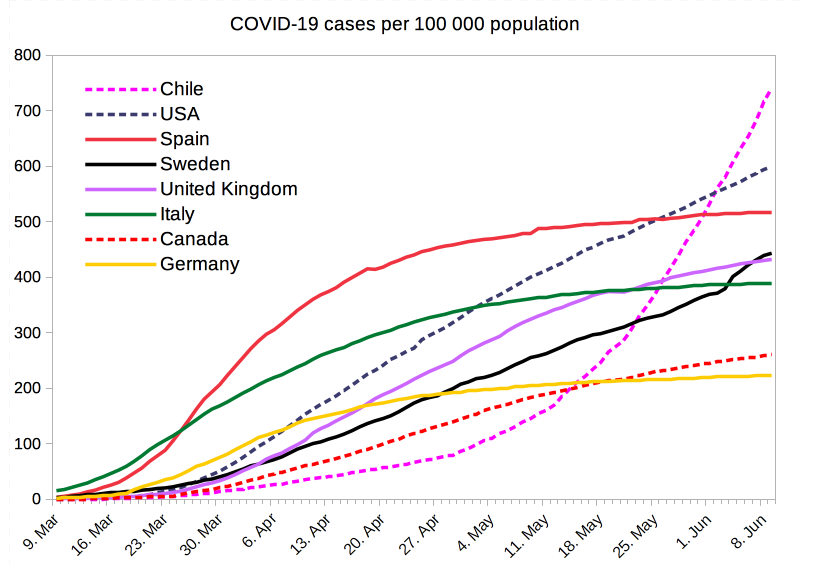 COVID-19 cases per 100 000 population
800
700
600
500
400
300
200
100
0
Chile
USA
Spain
Sweden
United Kingdom
Italy
Canada
Germany
9. Mar
16. Mar
23. Mar
30. Mar
6. Apr
13. Apr
20. Apr
27. Apr
4. May
11. May
18. May
25. May
1. Jun
8. Jun